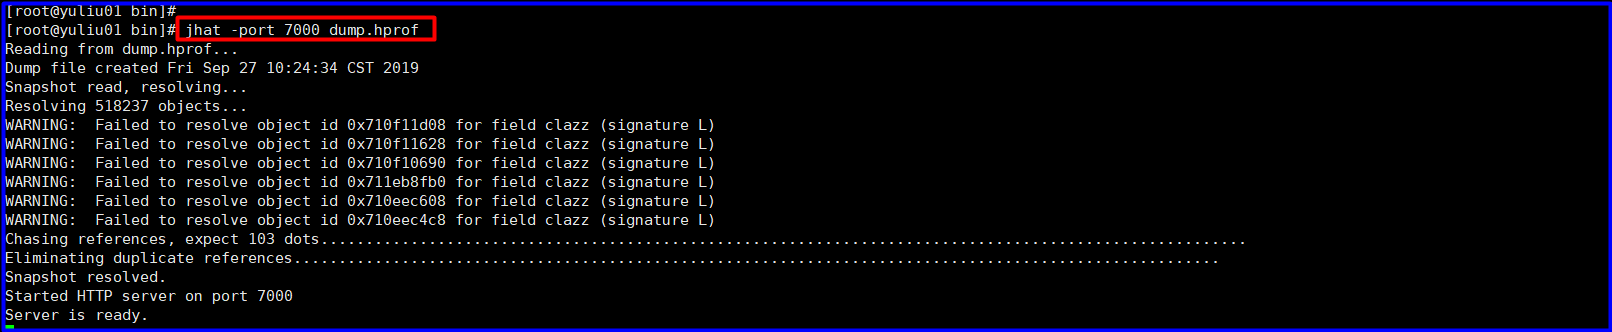 [root@yuliu01 bin]#
[root@yuliu01 bin]# jhat -port 7000 dump.hprof
Reading from dump.hprof...
Dump file created Fri Sep 27 10:24:34 CST 2019
Snapshot read, resolving...
Resolving 518237 objects...
WARNING:  Failed to resolve object id 0x710f11d08 for field clazz (signature L)
WARNING:  Failed to resolve object id 0x710f11628 for field clazz (signature L)
WARNING:  Failed to resolve object id 0x710f10690 for field clazz (signature L)
WARNING:  Failed to resolve object id 0x711eb8fb0 for field clazz (signature L)
WARNING:  Failed to resolve object id 0x710eec608 for field clazz (signature L)
WARNING:  Failed to resolve object id 0x710eec4c8 for field clazz (signature L)
Chasing references, expect 103 dots.......................................................................................................
Eliminating duplicate references.......................................................................................................
Snapshot resolved.
Started HTTP server on port 7000
Server is ready.